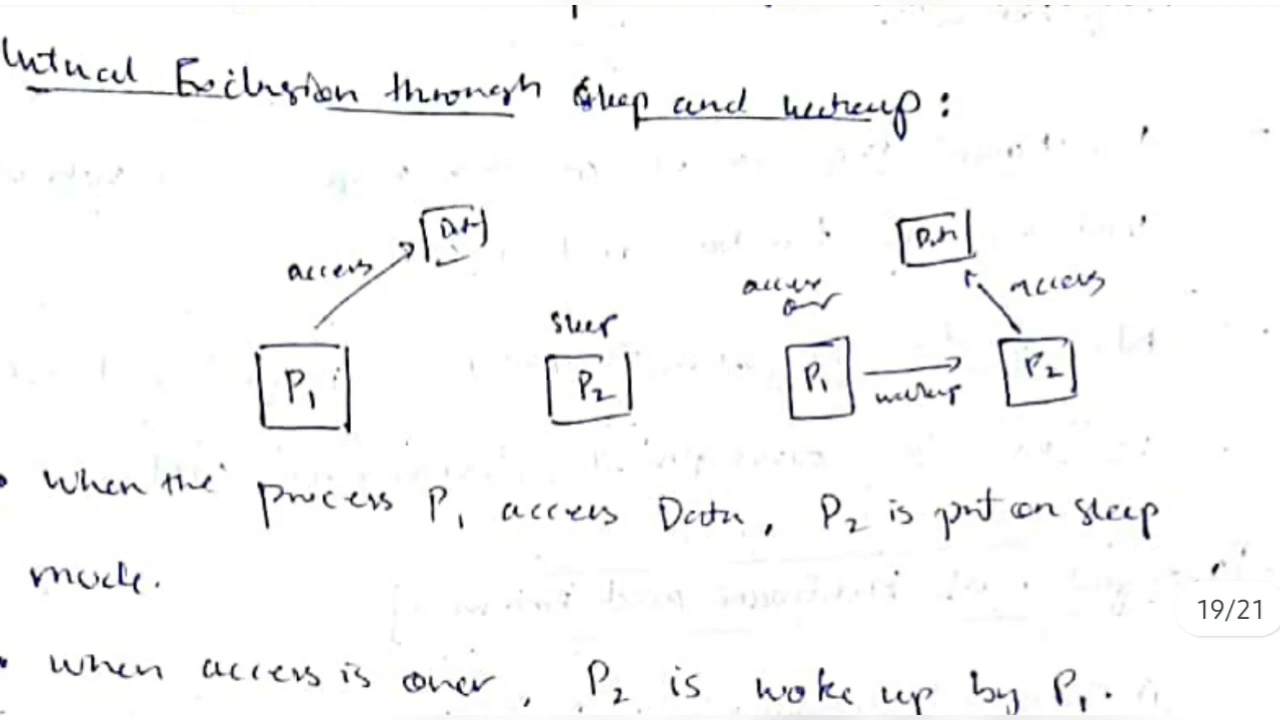 Mutual Exclusion through sleep and wakeup:
Data
Data
access
access over
access
sleep
P1
P2
P1
wakeup
P2
• when the process P1 access Data, P2 is put on sleep
mode.
19/21
• when access is over, P2 is woke up by P1.